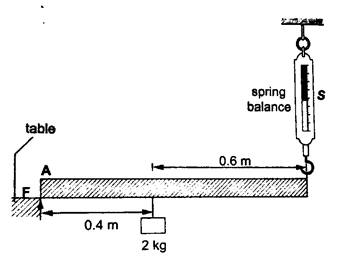 spring
balance
S
table
A
0.6 m
F
0.4 m
2 kg